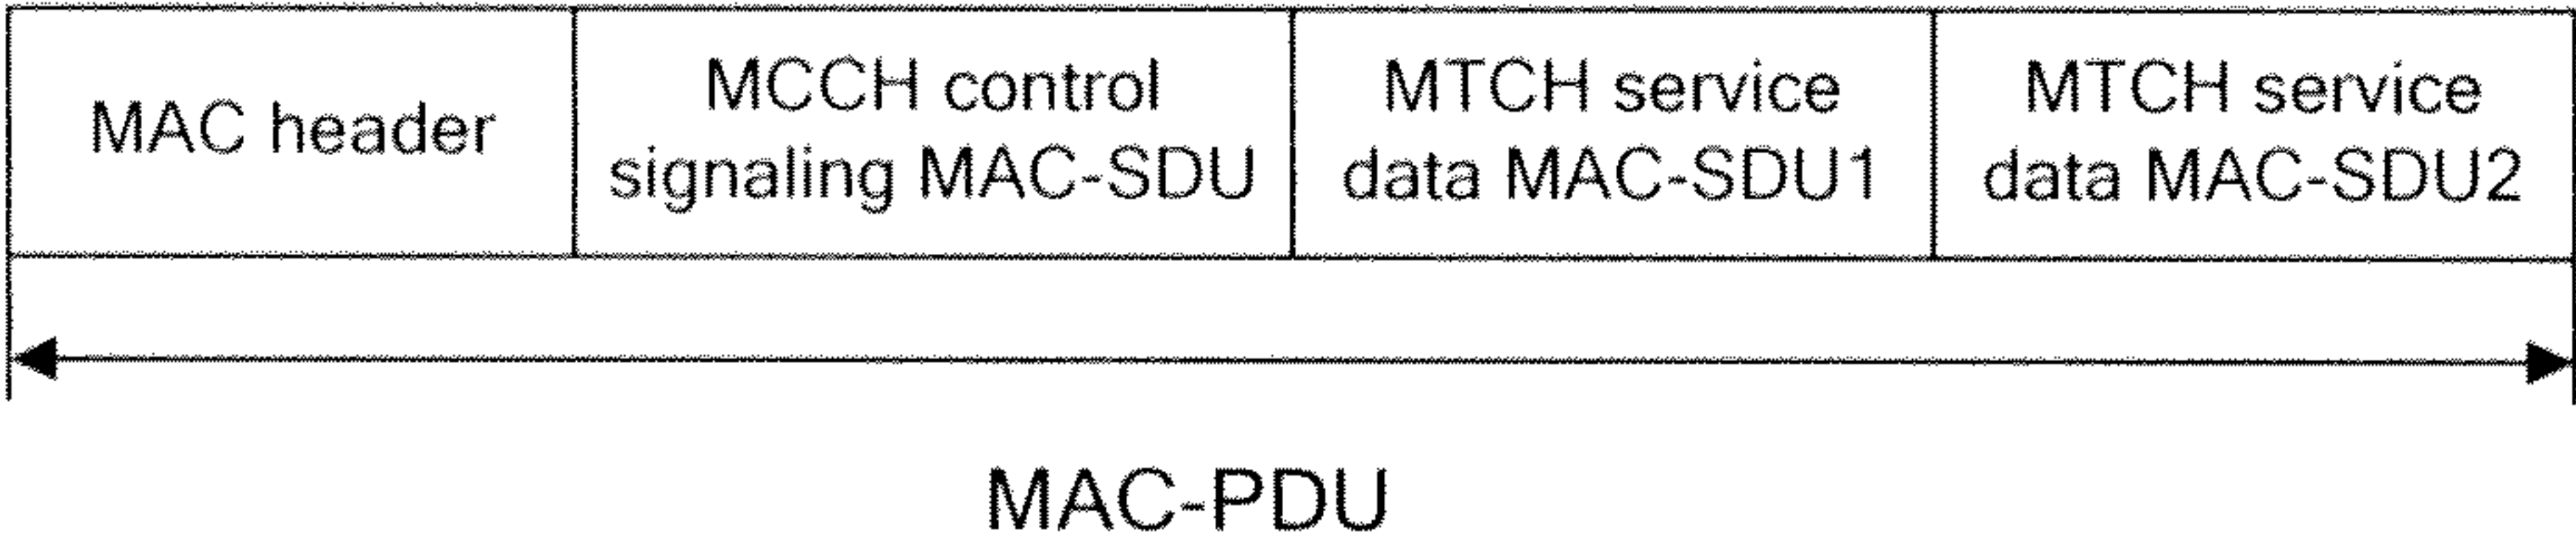 MAC header
MCCH control
signaling MAC-SDU
MTCH service
data MAC-SDU1
MTCH service
data MAC-SDU2
MAC-PDU